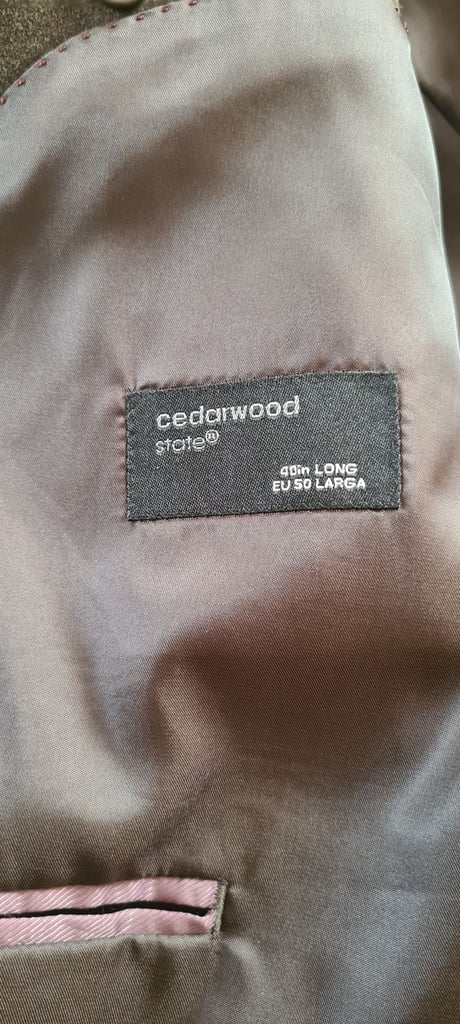 cedarwood
state®
40in LONG
EU 50 LARGA